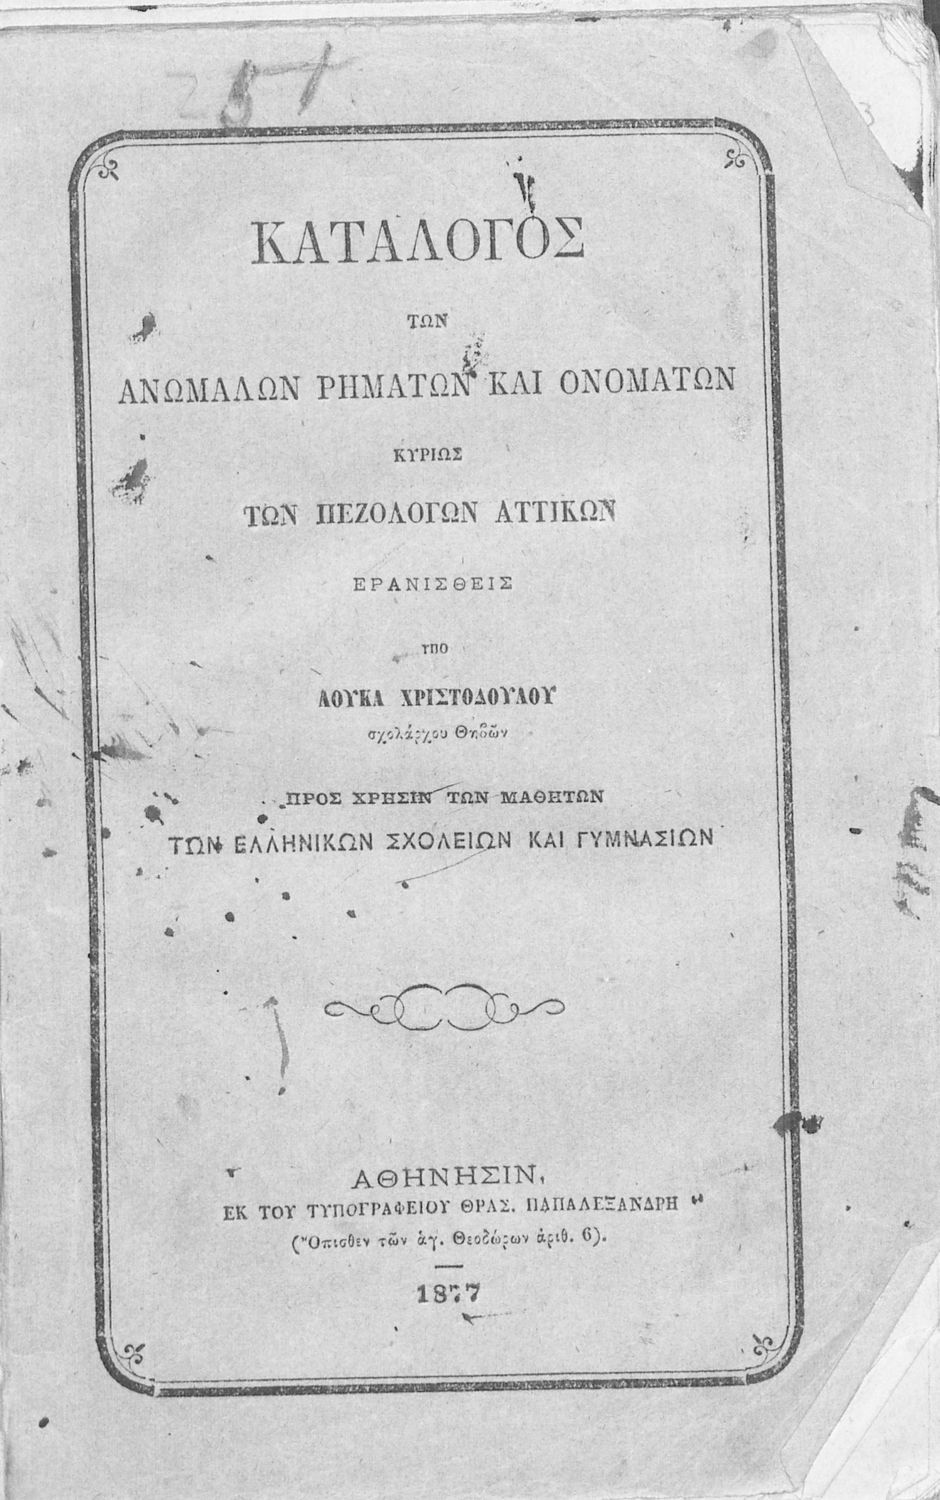 51
ΚΑΤΑΛΟΓΟΣ
ΤΩΝ
ΑΝΩΜΑΛΩΝ ΡΗΜΑΤΩΝ ΚΑΙ ΟΝΟΜΑΤΩΝ
ΚΥΡΙΩΣ
ΤΩΝ ΠΕΖΟΛΟΓΩΝ ΑΤΤΙΚΩΝ
ΕΡΑΝΙΣΘΕΙΣ
ΥΠΟ
ΛΟΥΚΑ ΧΡΙΣΤΟΔΟΥΛΟΥ
σχολάρχου Θηβῶν
ΠΡΟΣ ΧΡΗΣΙΝ ΤΩΝ ΜΑΘΗΤΩΝ
ΤΩΝ ΕΛΛΗΝΙΚΩΝ ΣΧΟΛΕΙΩΝ ΚΑΙ ΓΥΜΝΑΣΙΩΝ
ΑΘΗΝΗΣΙΝ,
ΕΚ ΤΟΥ ΤΥΠΟΓΡΑΦΕΙΟΥ ΘΡΑΣ. ΠΑΠΑΛΕΞΑΝΔΡΗ
(Ὄπισθεν τῶν ἁγ. Θεοδώρων ἀριθ. 6).
1877